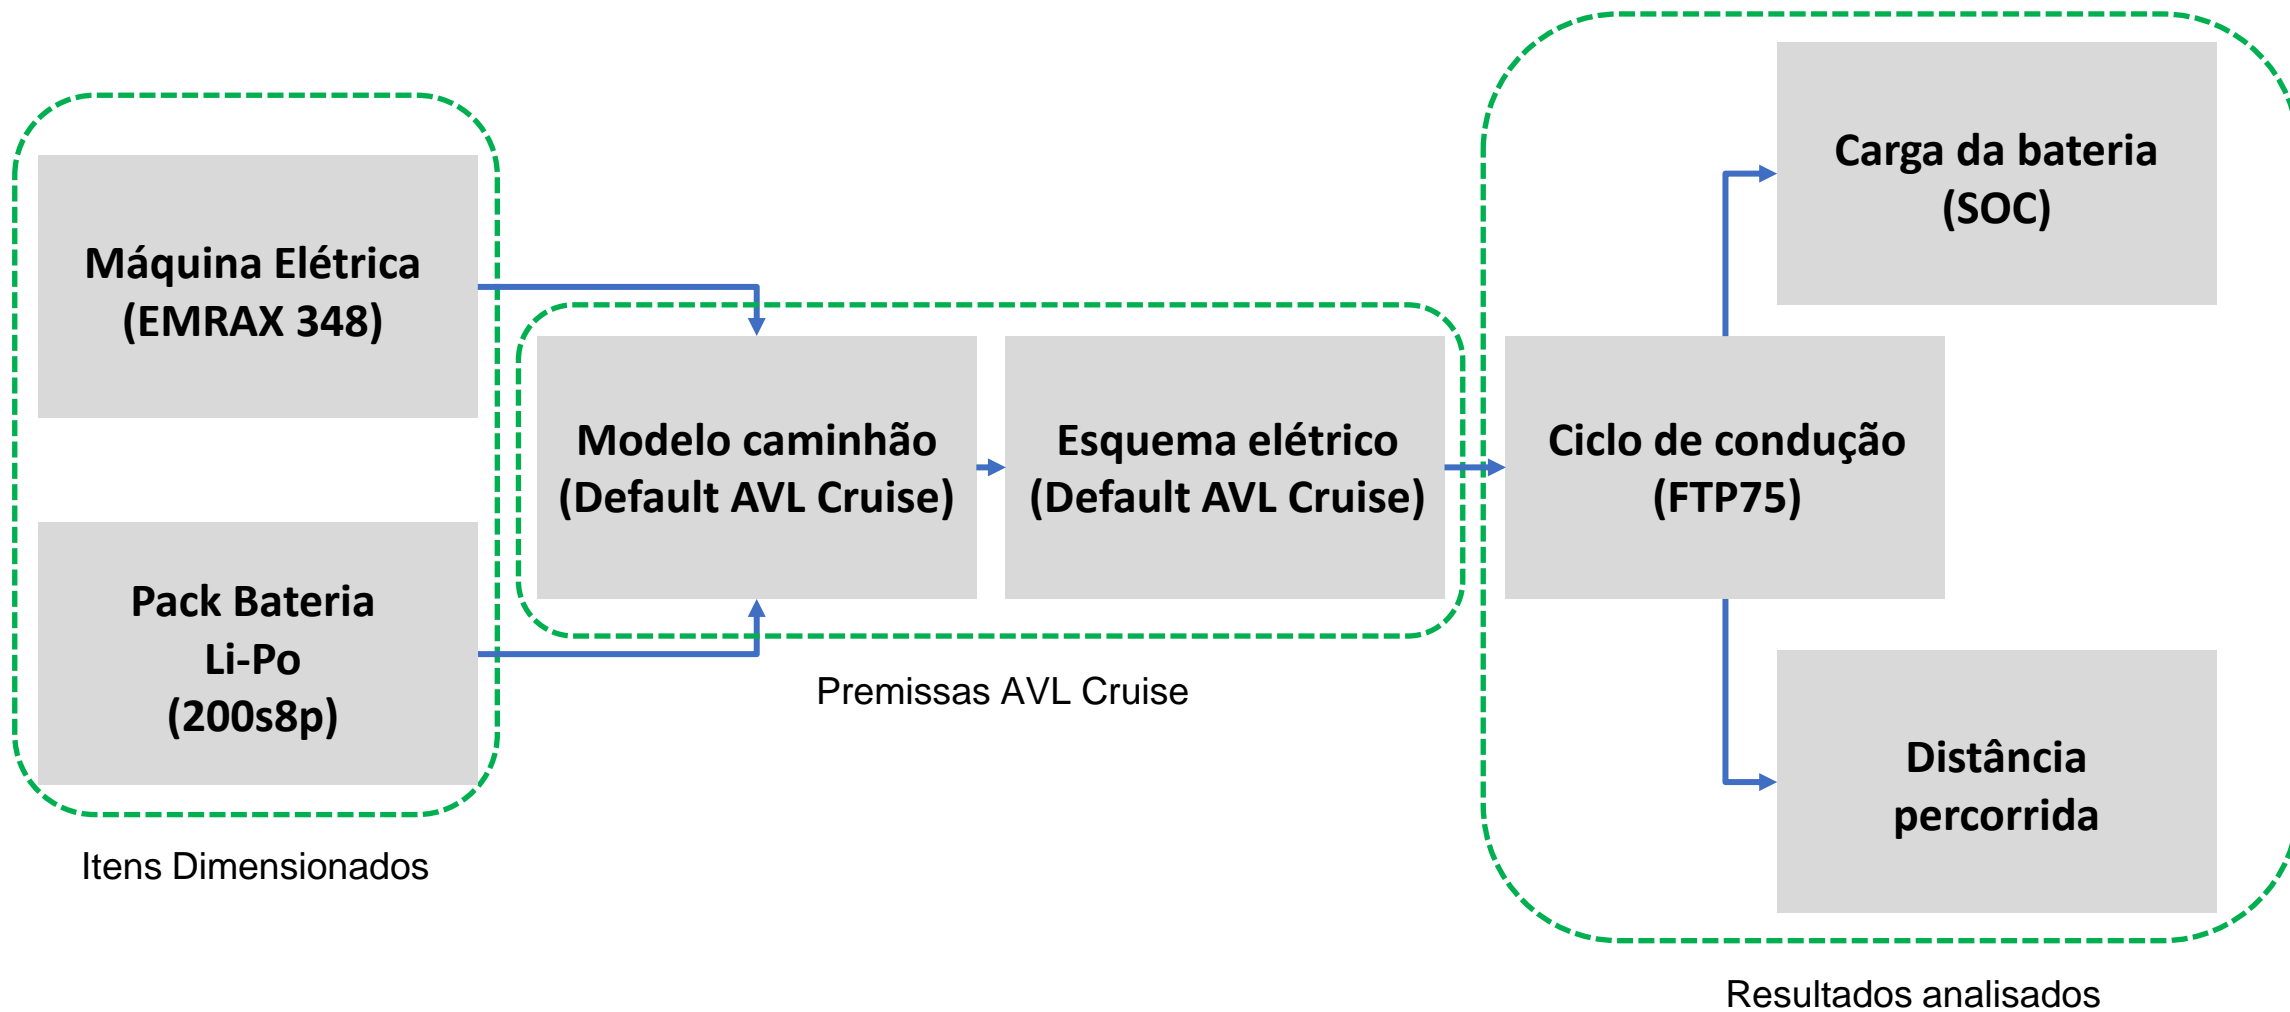 Máquina Elétrica
(EMRAX 348)
Pack Bateria
Li-Po
(200s8p)
Itens Dimensionados
Modelo caminhão
(Default AVL Cruise)
Esquema elétrico
(Default AVL Cruise)
Premissas AVL Cruise
Ciclo de condução
(FTP75)
Carga da bateria
(SOC)
Distância
percorrida
Resultados analisados